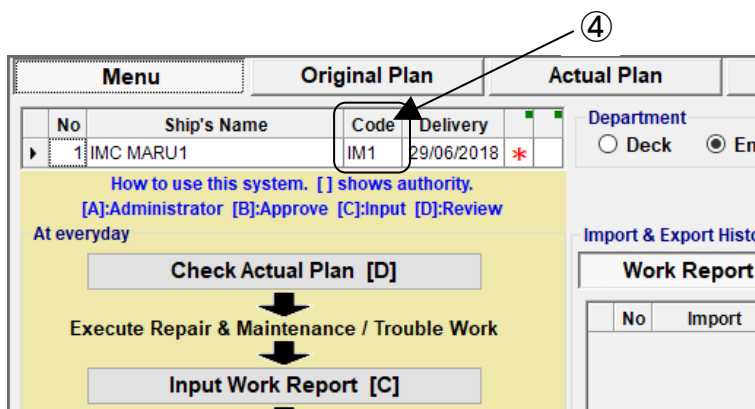 ④
Menu Original Plan Actual Plan
No Ship's Name Code Delivery
1 IMC MARU1 IM1 29/06/2018 *
Department
Deck En
How to use this system. [ ] shows authority.
[A]:Administrator [B]:Approve [C]:Input [D]:Review
At everyday
Check Actual Plan [D]
Execute Repair & Maintenance / Trouble Work
Input Work Report [C]
Import & Export Histo
Work Report
No Import